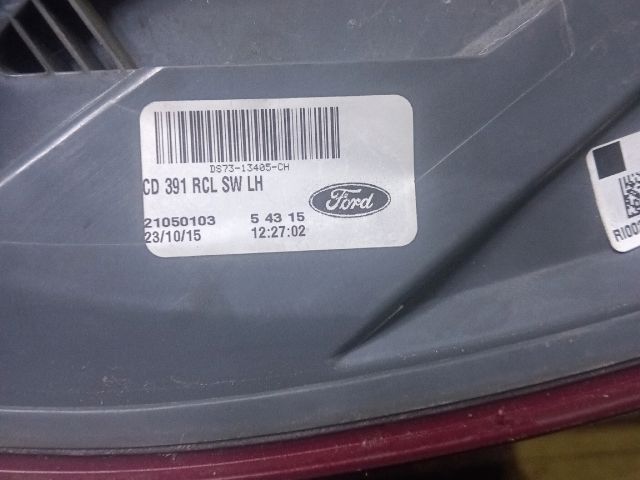 DS73-13405-CH
CD 391 RCL SW LH
Ford
21050103 5 43 15
23/10/15 12:27:02